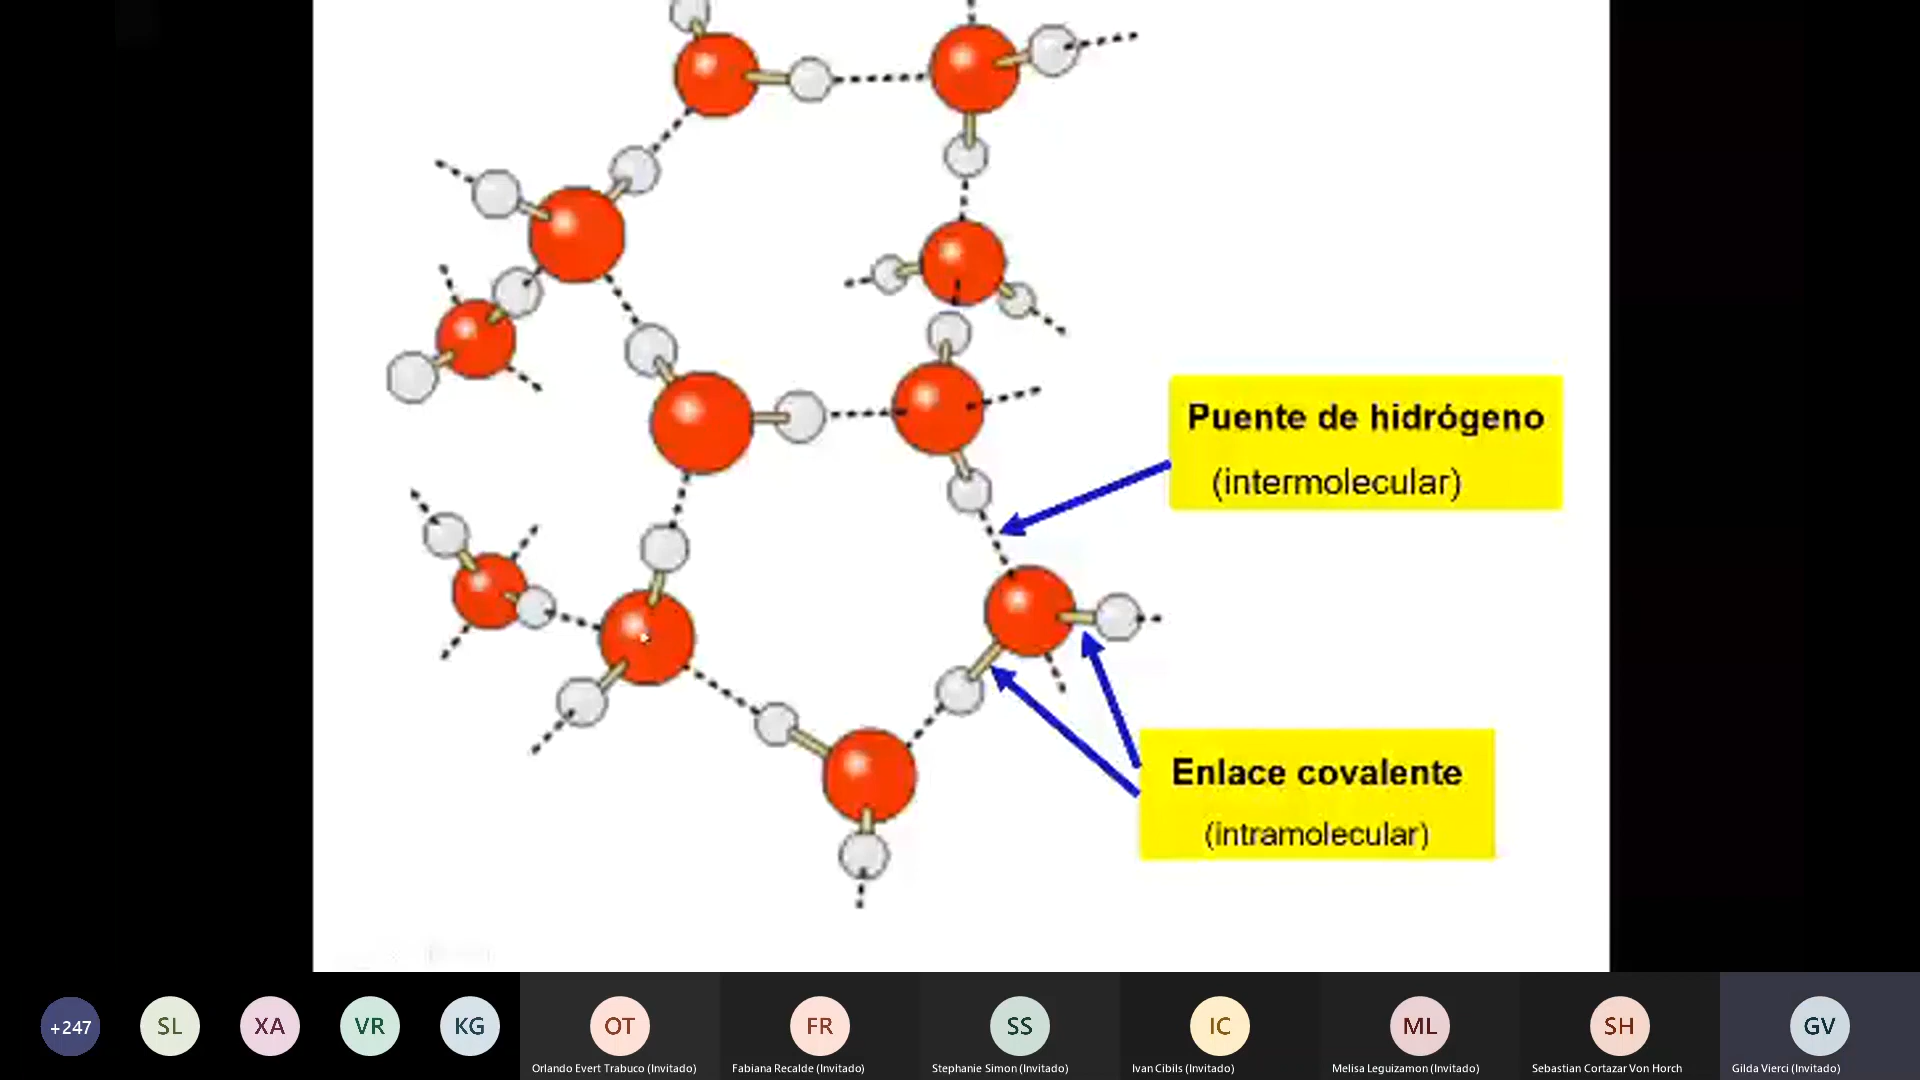 Puente de hidrógeno
(intermolecular)
Enlace covalente
(intramolecular)
+247
SL
XA
VR
KG
OT
FR
SS
IC
ML
SH
GV
Orlando Evert Trabuco (Invitado)
Fabiana Recalde (Invitado)
Stephanie Simon (Invitado)
Ivan Cibils (Invitado)
Melisa Leguizamon (Invitado)
Sebastian Cortazar Von Horch
Gilda Vierci (Invitado)